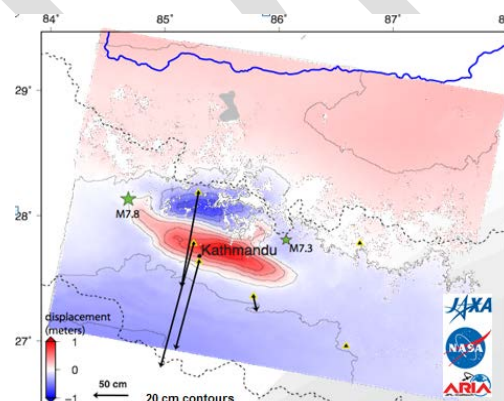 84° 85° 86° 87° 8
29°
28°
M7.8
M7.3
Kathmandu
27°
displacement
(meters)
1
0
-1
50 cm
20 cm contours
JAXA
NASA
ARIA